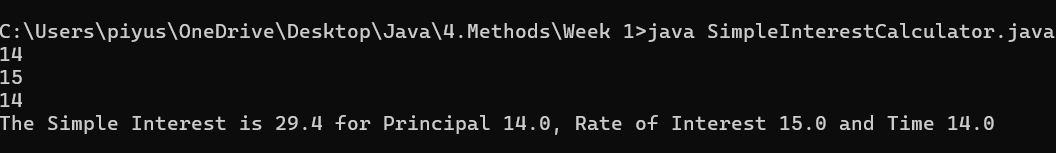 C:\Users\piyus\OneDrive\Desktop\Java\4.Methods\Week 1>java SimpleInterestCalculator.java
14
15
14
The Simple Interest is 29.4 for Principal 14.0, Rate of Interest 15.0 and Time 14.0